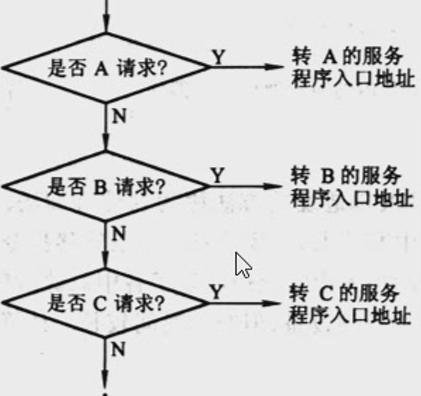 是否 A 请求?
Y
转 A 的服务
程序入口地址
N
是否 B 请求?
Y
转 B 的服务
程序入口地址
N
是否 C 请求?
Y
转 C 的服务
程序入口地址
N